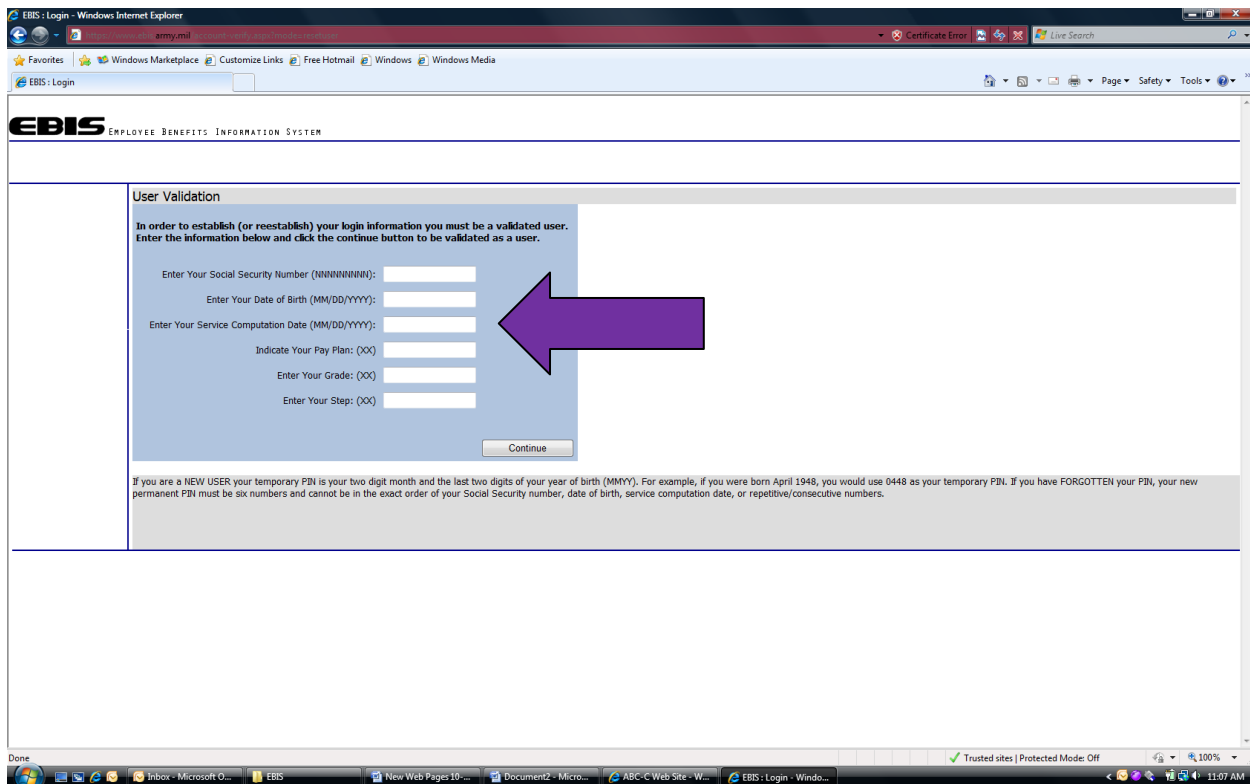 EBIS : Login - Windows Internet Explorer
https://www.ebis.army.mil
Certificate Error
Live Search
Favorites Windows Marketplace Customize Links Free Hotmail Windows Windows Media
EBIS : Login
Page Safety Tools
EBIS EMPLOYEE BENEFITS INFORMATION SYSTEM
User Validation
In order to establish (or reestablish) your login information you must be a validated user.
Enter the information below and click the continue button to be validated as a user.
Enter Your Social Security Number (NNNNNNNNN):
Enter Your Date of Birth (MM/DD/YYYY):
Enter Your Service Computation Date (MM/DD/YYYY):
Indicate Your Pay Plan: (XX)
Enter Your Grade: (XX)
Enter Your Step: (XX)
Continue
If you are a NEW USER your temporary PIN is your two digit month and the last two digits of your year of birth (MMYY). For example, if you were born April 1948, you would use 0448 as your temporary PIN. If you have FORGOTTEN your PIN, your new
permanent PIN must be six numbers and cannot be in the exact order of your Social Security number, date of birth, service computation date, or repetitive/consecutive numbers.
Done
Trusted sites | Protected Mode: Off
100%
Inbox - Microsoft O... EBIS New Web Pages 10-... Document2 - Micro... ABC-C Web Site - W... EBIS : Login - Windo...
11:07 AM